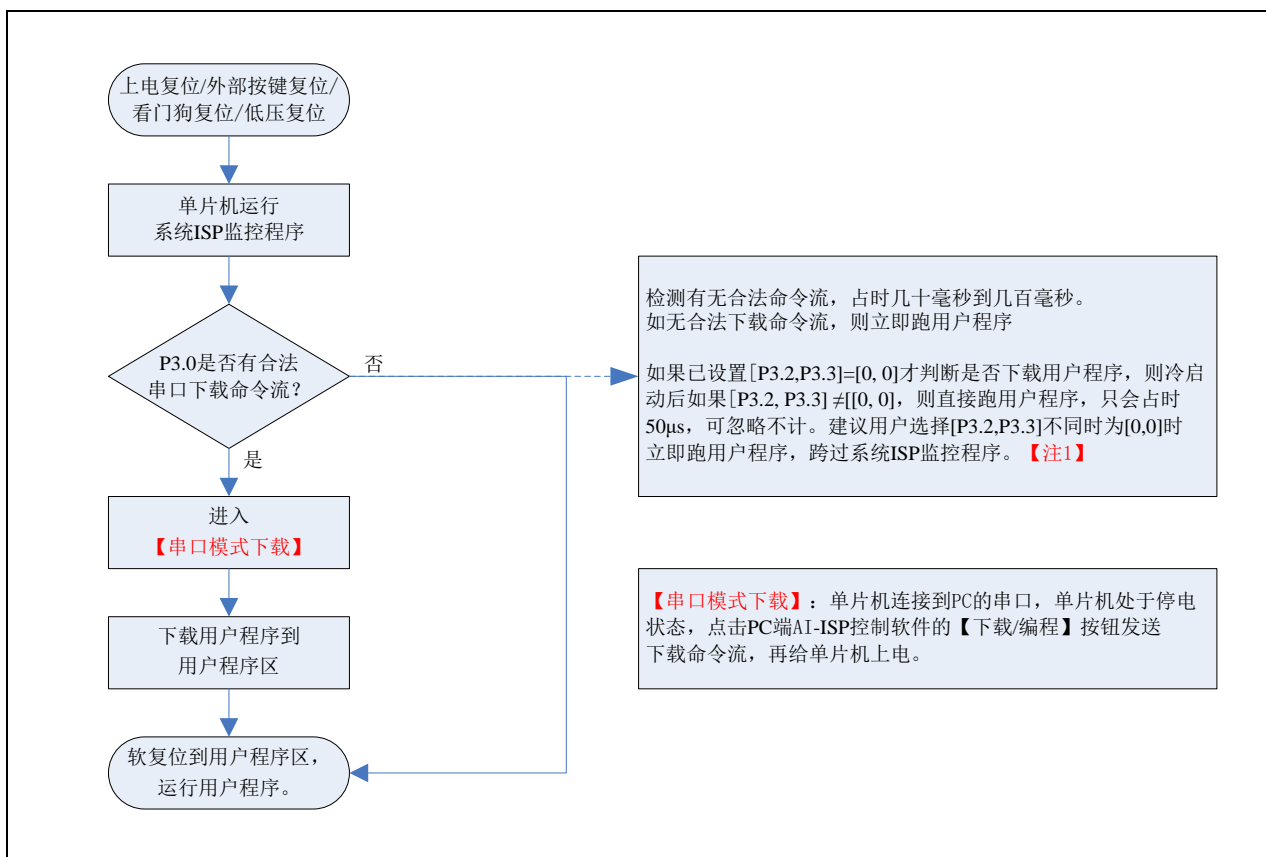 上电复位/外部按键复位/
看门狗复位/低压复位
单片机运行
系统ISP监控程序
P3.0是否有合法
串口下载命令流？
否
是
进入
【串口模式下载】
下载用户程序到
用户程序区
软复位到用户程序区，
运行用户程序。
检测有无合法命令流，占时几十毫秒到几百毫秒。
如无合法下载命令流，则立即跑用户程序
如果已设置[P3.2,P3.3]=[0, 0]才判断是否下载用户程序，则冷启
动后如果[P3.2, P3.3] ≠[[0, 0]，则直接跑用户程序，只会占时
50μs，可忽略不计。建议用户选择[P3.2,P3.3]不同时为[0,0]时
立即跑用户程序，跨过系统ISP监控程序。【注1】
【串口模式下载】：单片机连接到PC的串口，单片机处于停电
状态，点击PC端AI-ISP控制软件的【下载/编程】按钮发送
下载命令流，再给单片机上电。